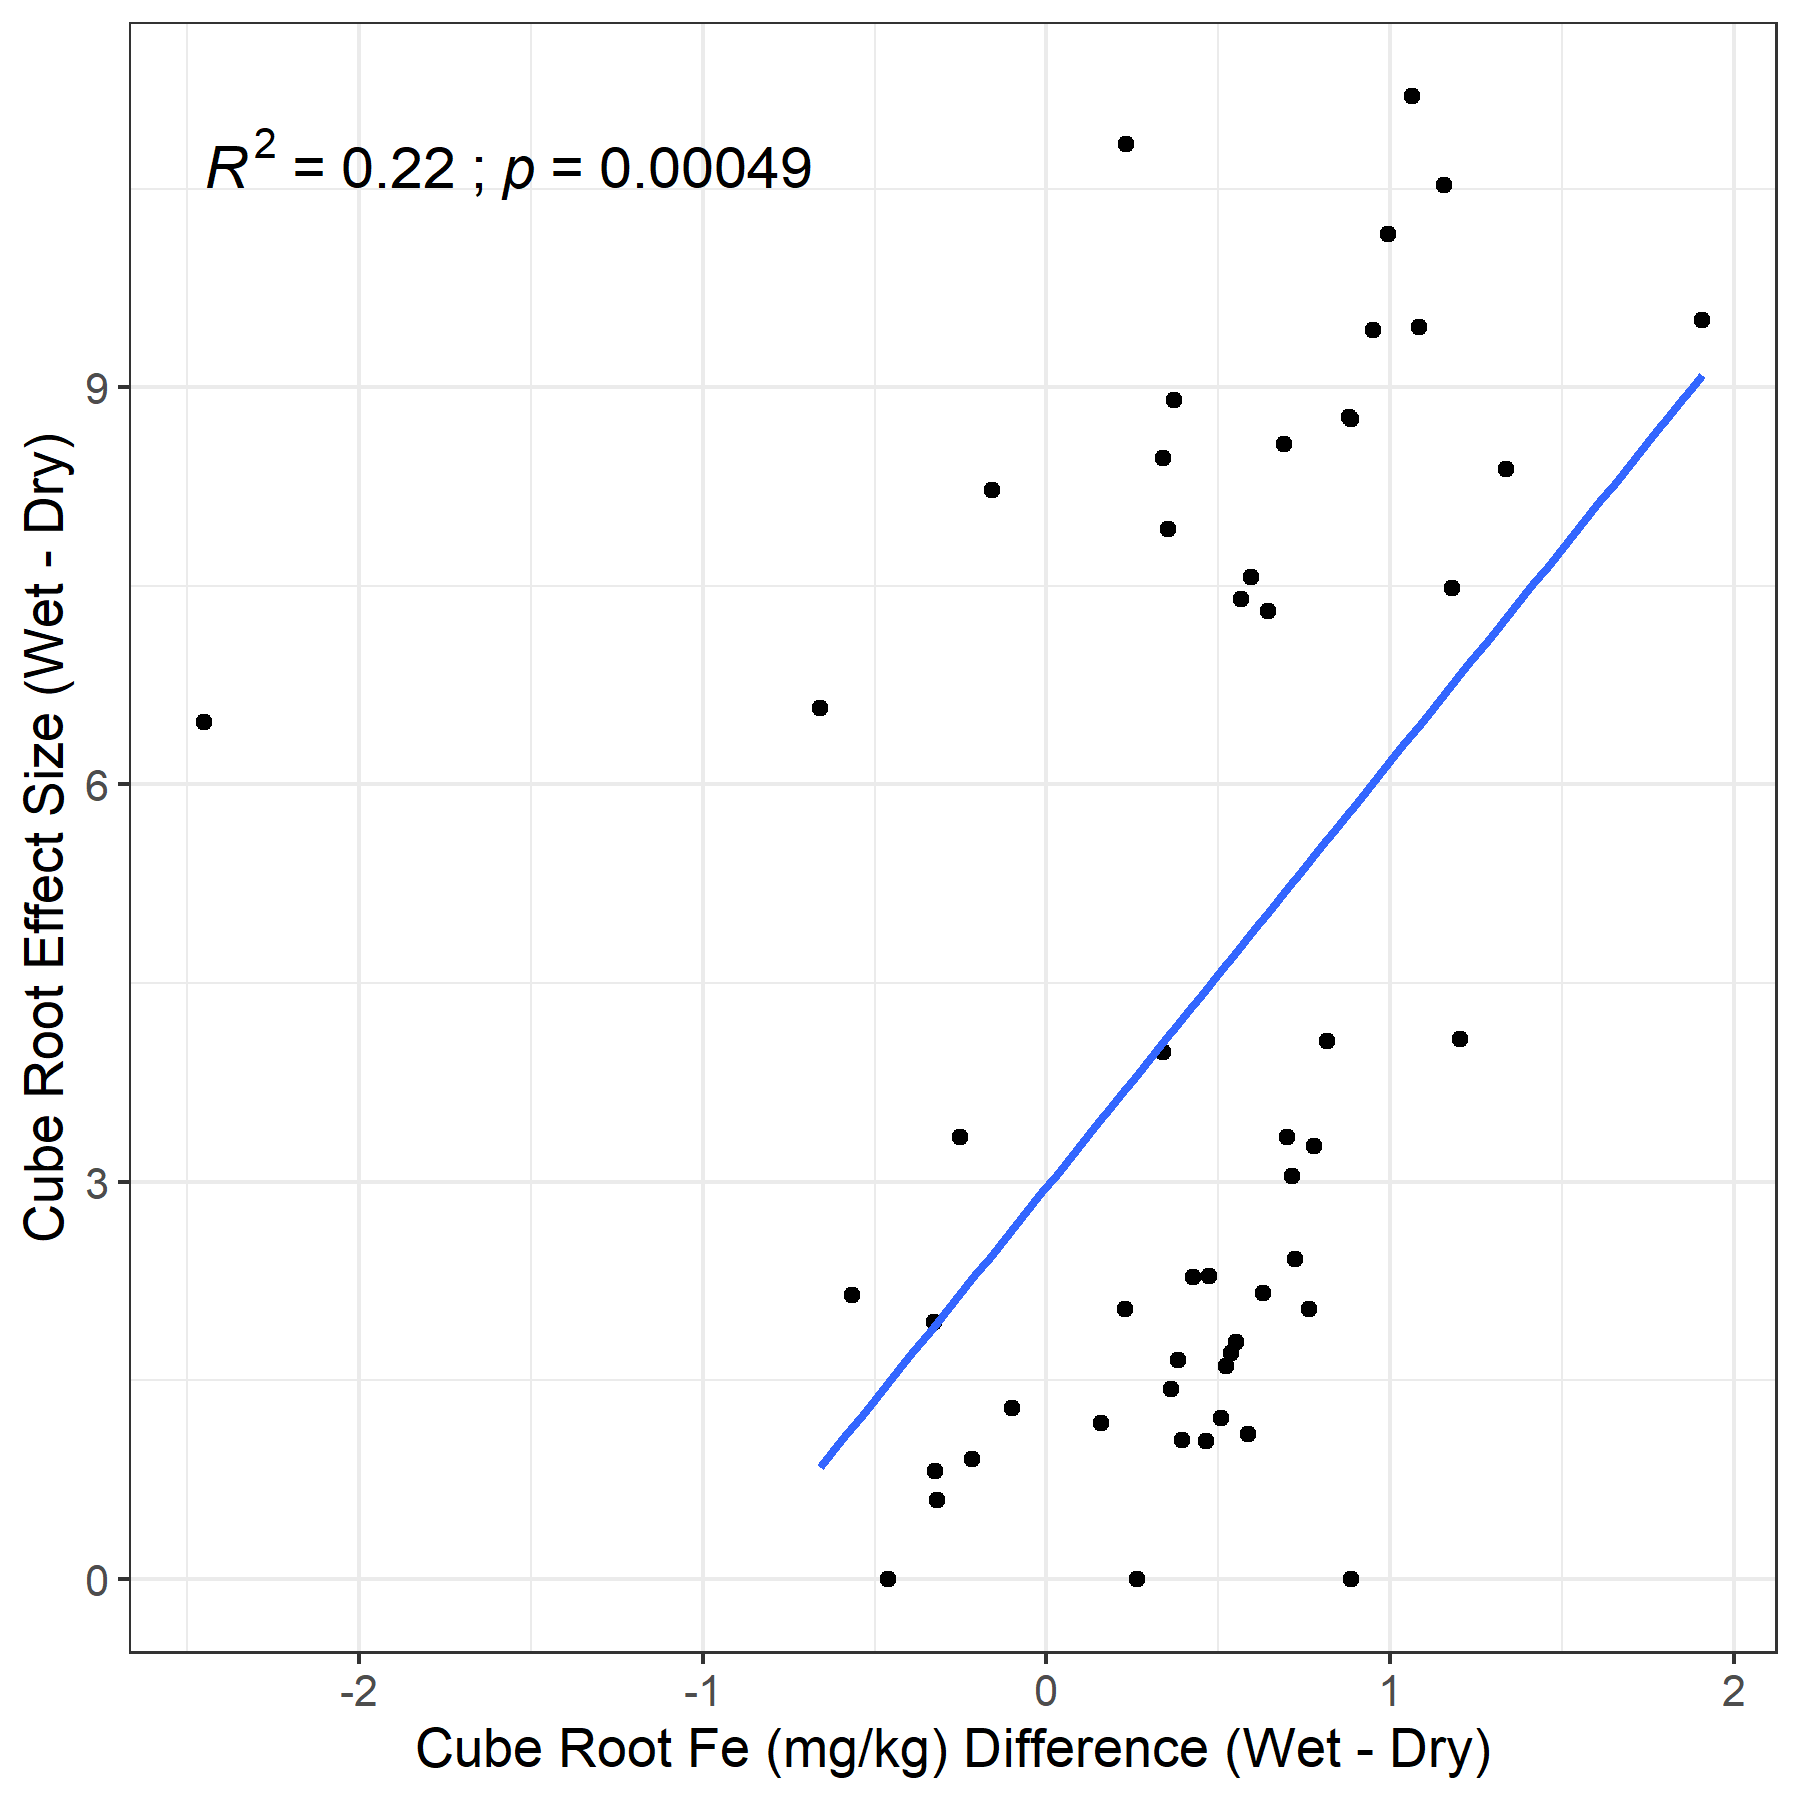 R² = 0.22 ; p = 0.00049
Cube Root Effect Size (Wet - Dry)
9
6
3
0
-2 -1 0 1 2
Cube Root Fe (mg/kg) Difference (Wet - Dry)